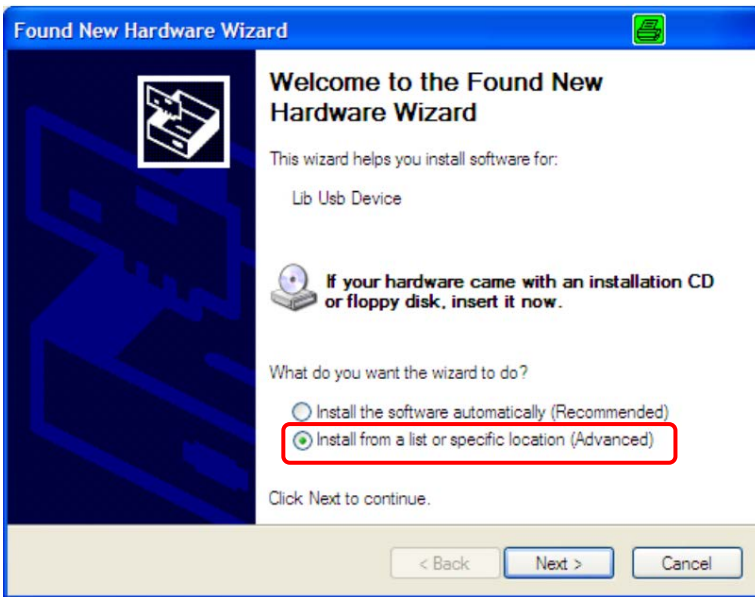 Found New Hardware Wizard
Welcome to the Found New
Hardware Wizard
This wizard helps you install software for:
Lib Usb Device
If your hardware came with an installation CD
or floppy disk, insert it now.
What do you want the wizard to do?
Install the software automatically (Recommended)
Install from a list or specific location (Advanced)
Click Next to continue.
< Back Next > Cancel